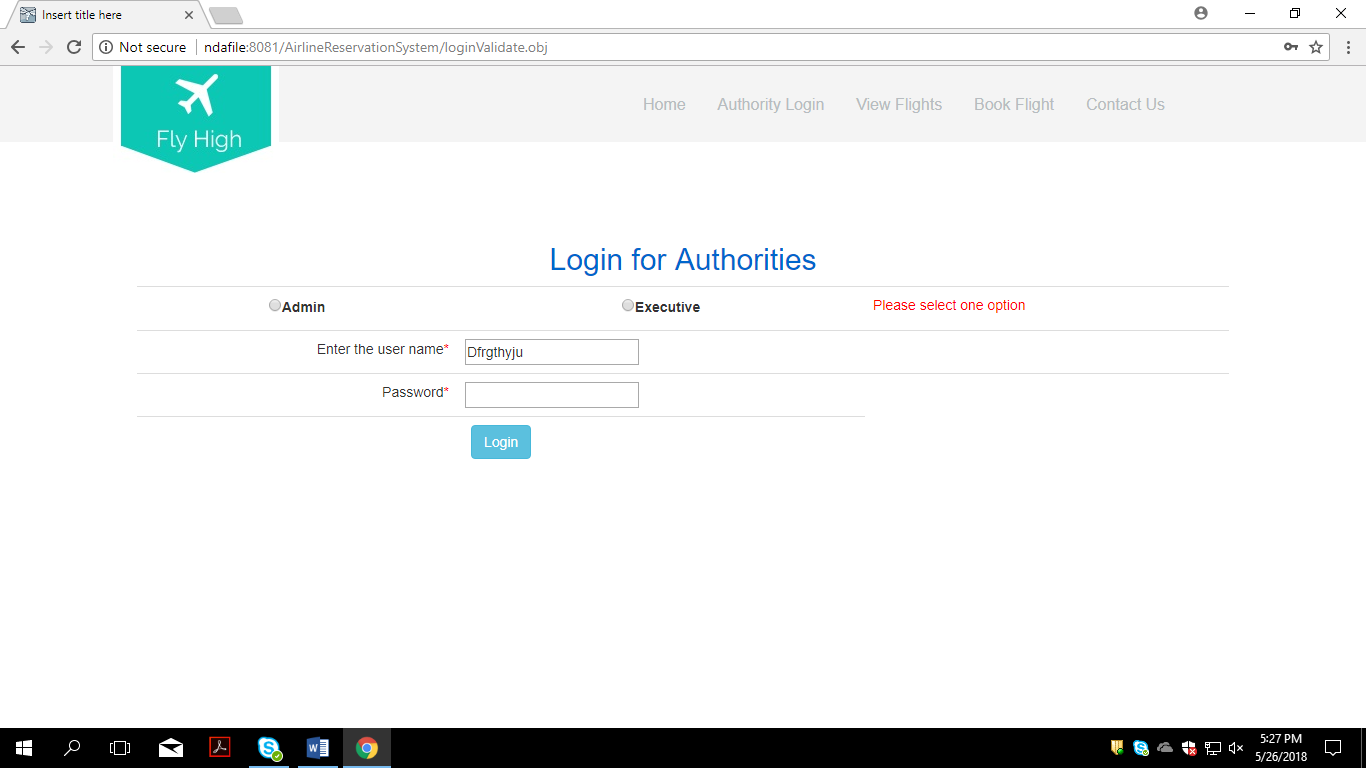 Insert title here
Not secure ndafile:8081/AirlineReservationSystem/loginValidate.obj
Fly High
Home Authority Login View Flights Book Flight Contact Us
Login for Authorities
Admin Executive Please select one option
Enter the user name* Dfrgthyju
Password*
Login
5:27 PM
5/26/2018